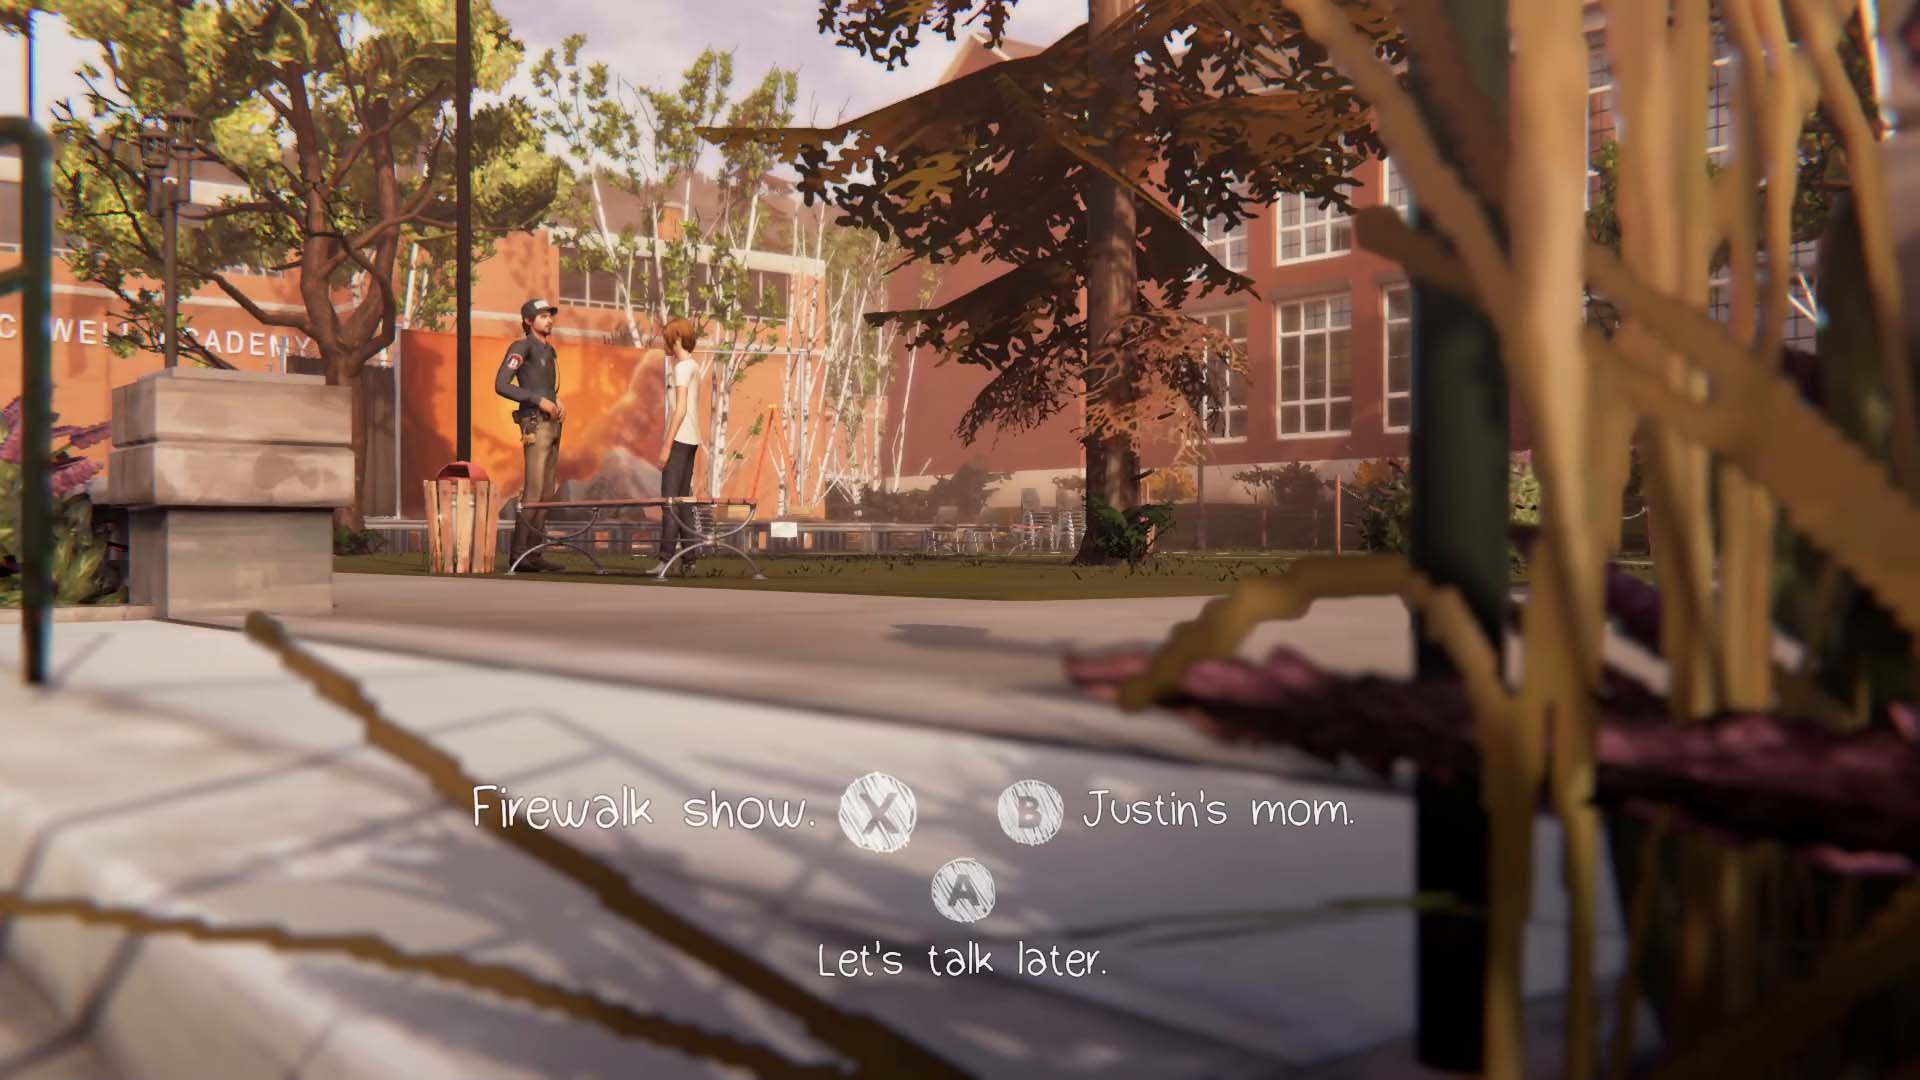 WELL ACADEMY
Firewalk show. X
B Justin's mom.
A
Let's talk later.